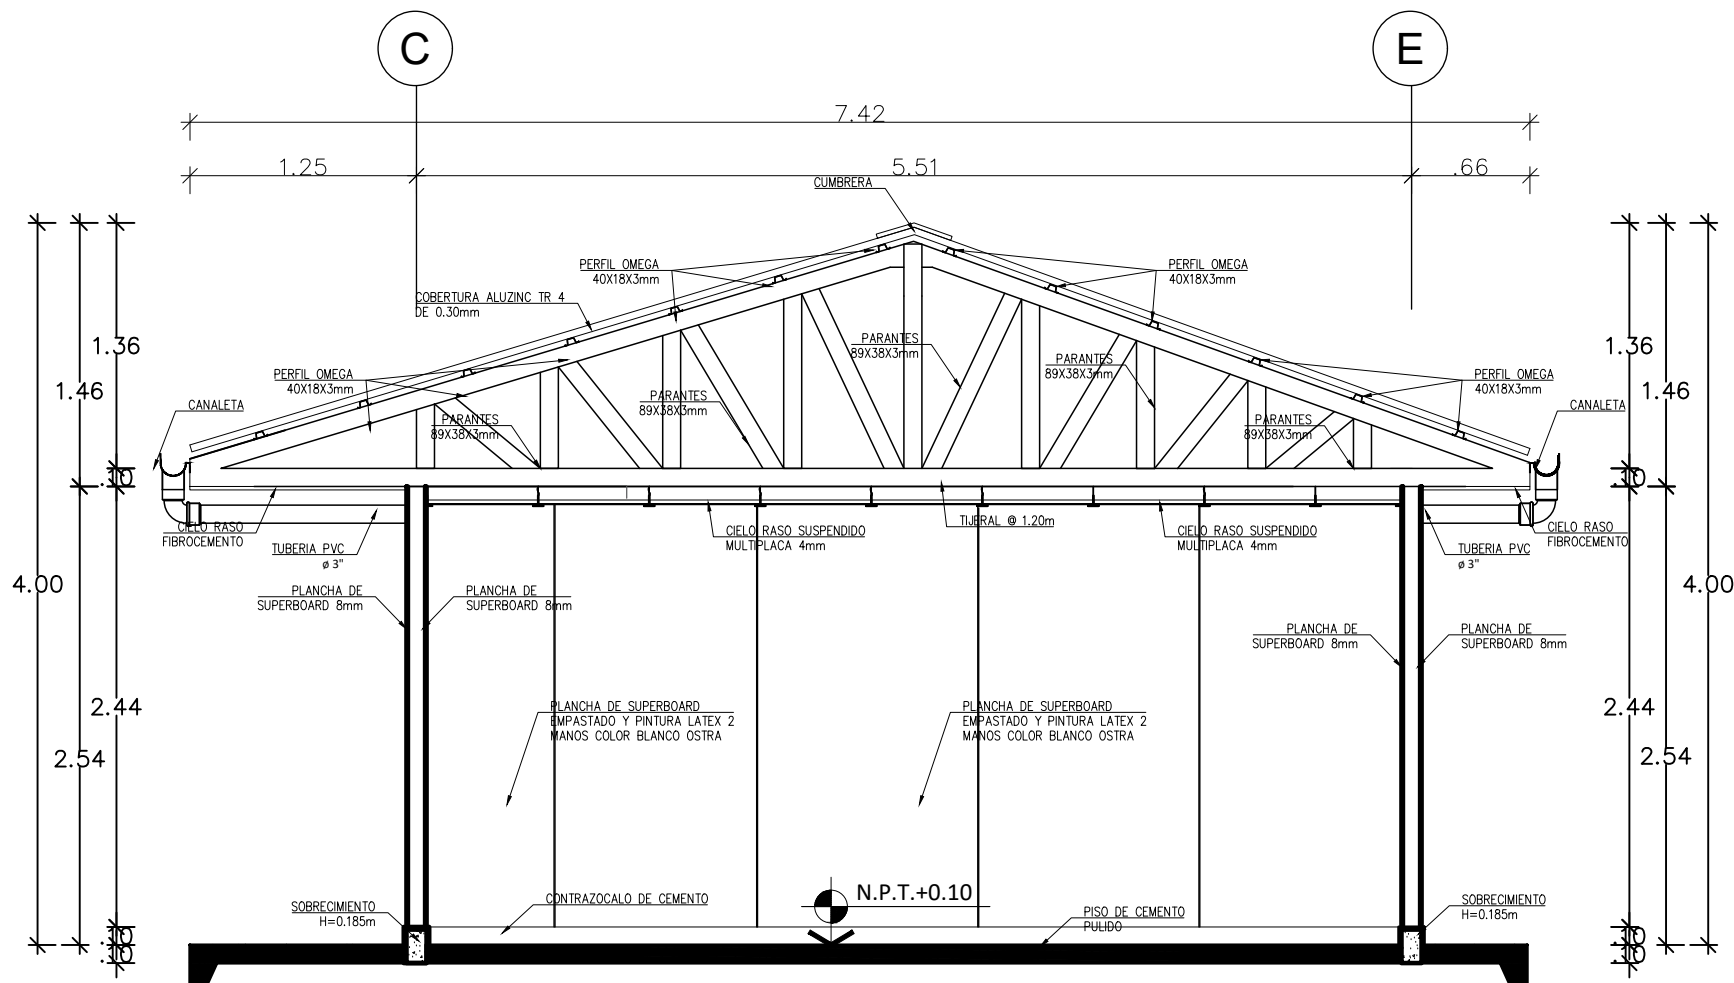 C
E
7.42
1.25
5.51
.66
CUMBRERA
PERFIL OMEGA
40X18X3mm
PERFIL OMEGA
40X18X3mm
COBERTURA ALUZINC TR 4
DE 0.30mm
1.36
1.36
PARANTES
89X38X3mm
PARANTES
89X38X3mm
PERFIL OMEGA
40X18X3mm
PERFIL OMEGA
40X18X3mm
1.46
1.46
PARANTES
89X38X3mm
CANALETA
CANALETA
PARANTES
89X38X3mm
PARANTES
89X38X3mm
.10
.10
CIELO RASO
FIBROCEMENTO
TIJERAL @ 1.20m
CIELO RASO SUSPENDIDO
MULTIPLACA 4mm
CIELO RASO SUSPENDIDO
MULTIPLACA 4mm
CIELO RASO
FIBROCEMENTO
TUBERIA PVC
ø 3"
TUBERIA PVC
ø 3"
4.00
4.00
PLANCHA DE
SUPERBOARD 8mm
PLANCHA DE
SUPERBOARD 8mm
PLANCHA DE
SUPERBOARD 8mm
PLANCHA DE
SUPERBOARD 8mm
2.44
2.44
PLANCHA DE SUPERBOARD
EMPASTADO Y PINTURA LATEX 2
MANOS COLOR BLANCO OSTRA
PLANCHA DE SUPERBOARD
EMPASTADO Y PINTURA LATEX 2
MANOS COLOR BLANCO OSTRA
2.54
2.54
N.P.T.+0.10
CONTRAZOCALO DE CEMENTO
SOBRECIMIENTO
H=0.185m
PISO DE CEMENTO
PULIDO
SOBRECIMIENTO
H=0.185m
.10
.10
.10
.10